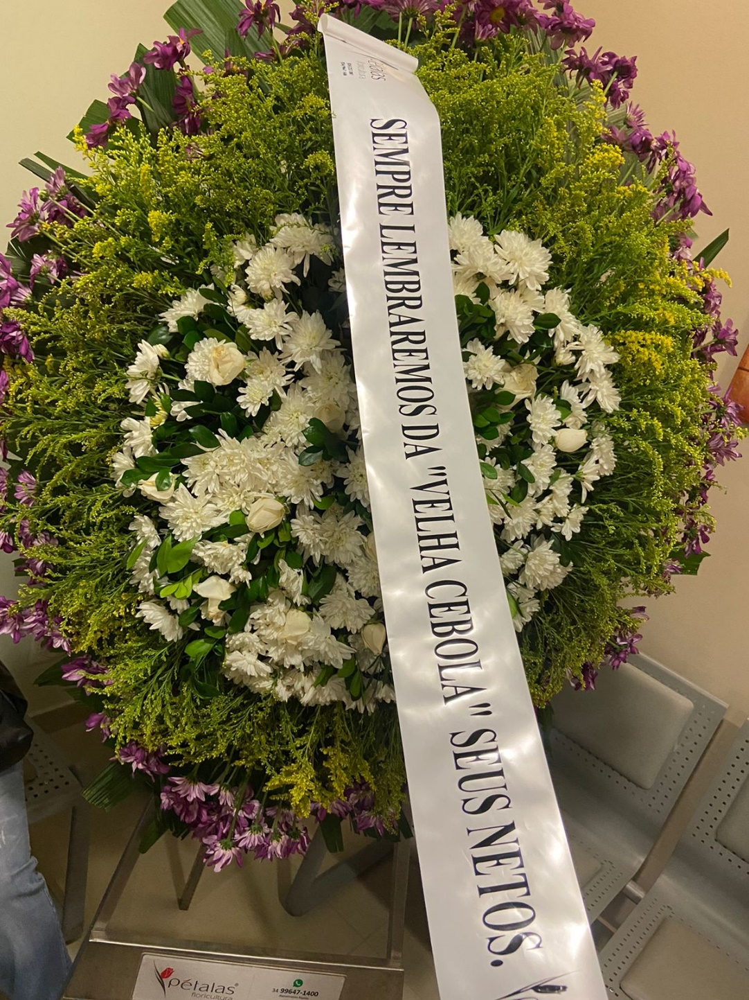 SEMPRE LEMBRAREMOS DA "VELHA CEBOLA" SEUS NETOS.
pétalas®
floricultura
34 99647-1400